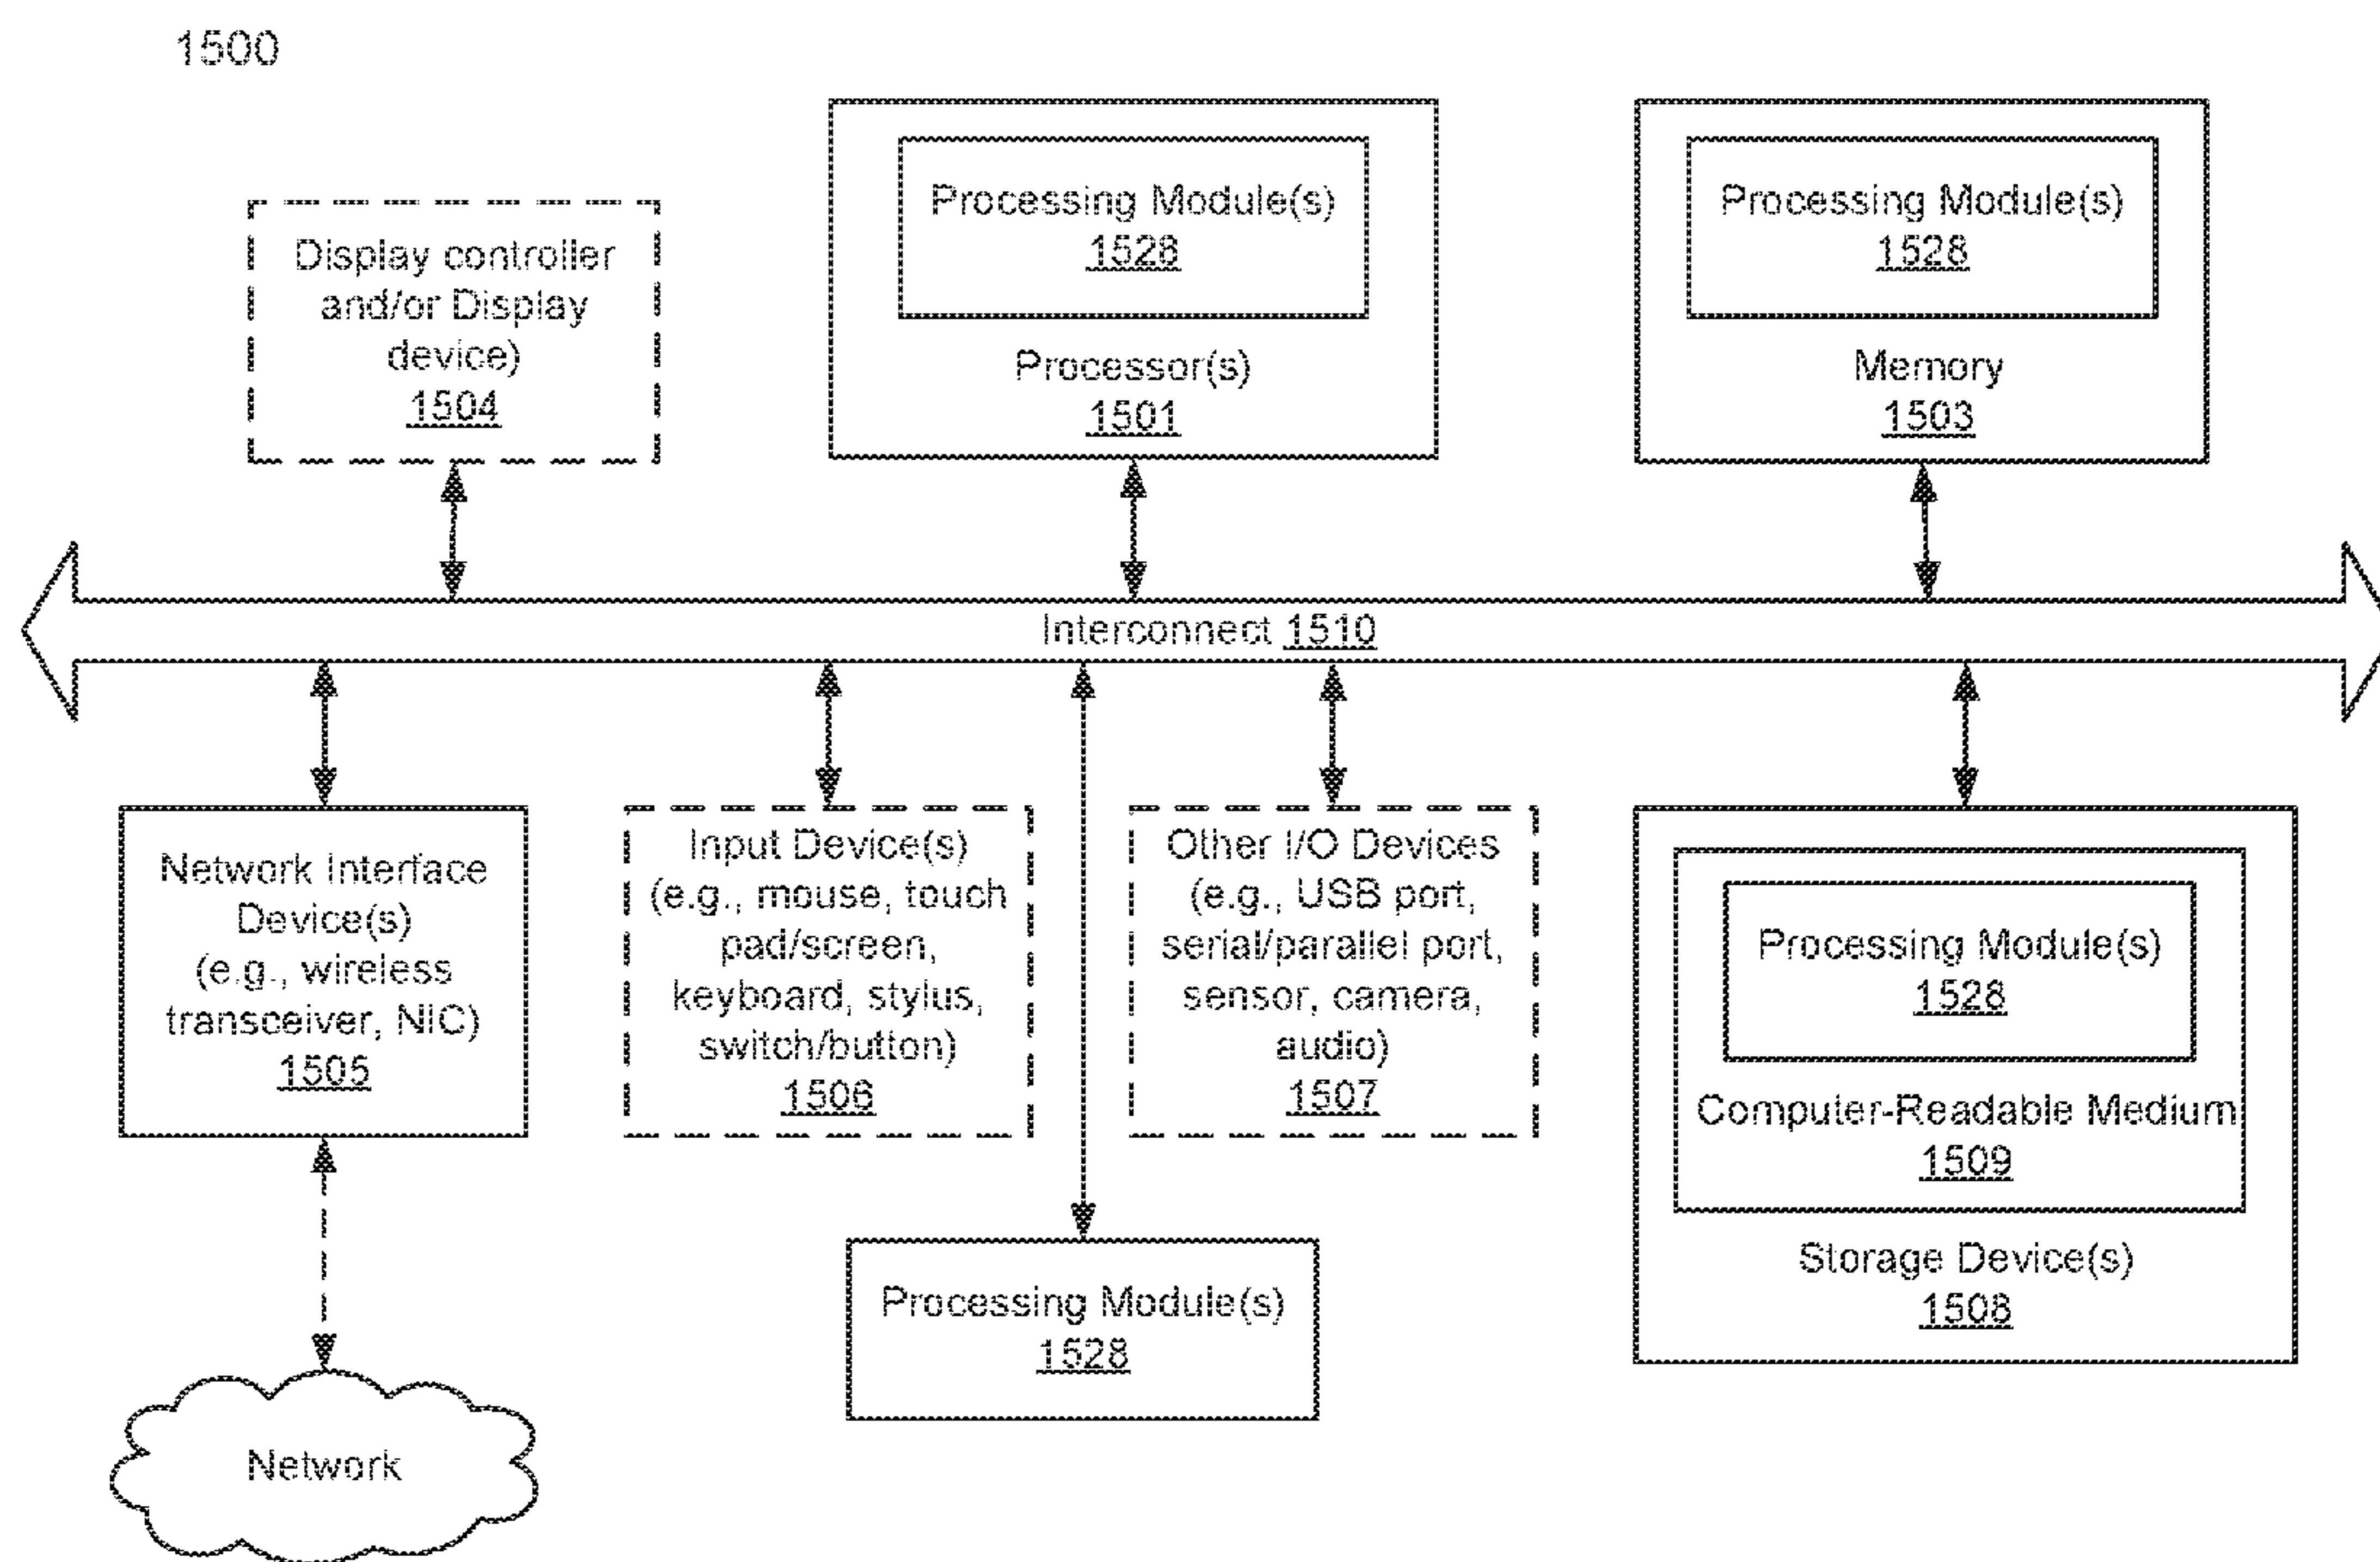 1500
Display controller
and/or Display
device)
1504
Processing Module(s)
1528
Processor(s)
1501
Processing Module(s)
1528
Memory
1503
Interconnect 1510
Network Interface
Device(s)
(e.g., wireless
transceiver, NIC)
1505
Input Device(s)
(e.g., mouse, touch
pad/screen,
keyboard, stylus,
switch/button)
1506
Other I/O Devices
(e.g., USB port,
serial/parallel port,
sensor, camera,
audio)
1507
Processing Module(s)
1528
Computer-Readable Medium
1509
Storage Device(s)
1508
Processing Module(s)
1528
Network